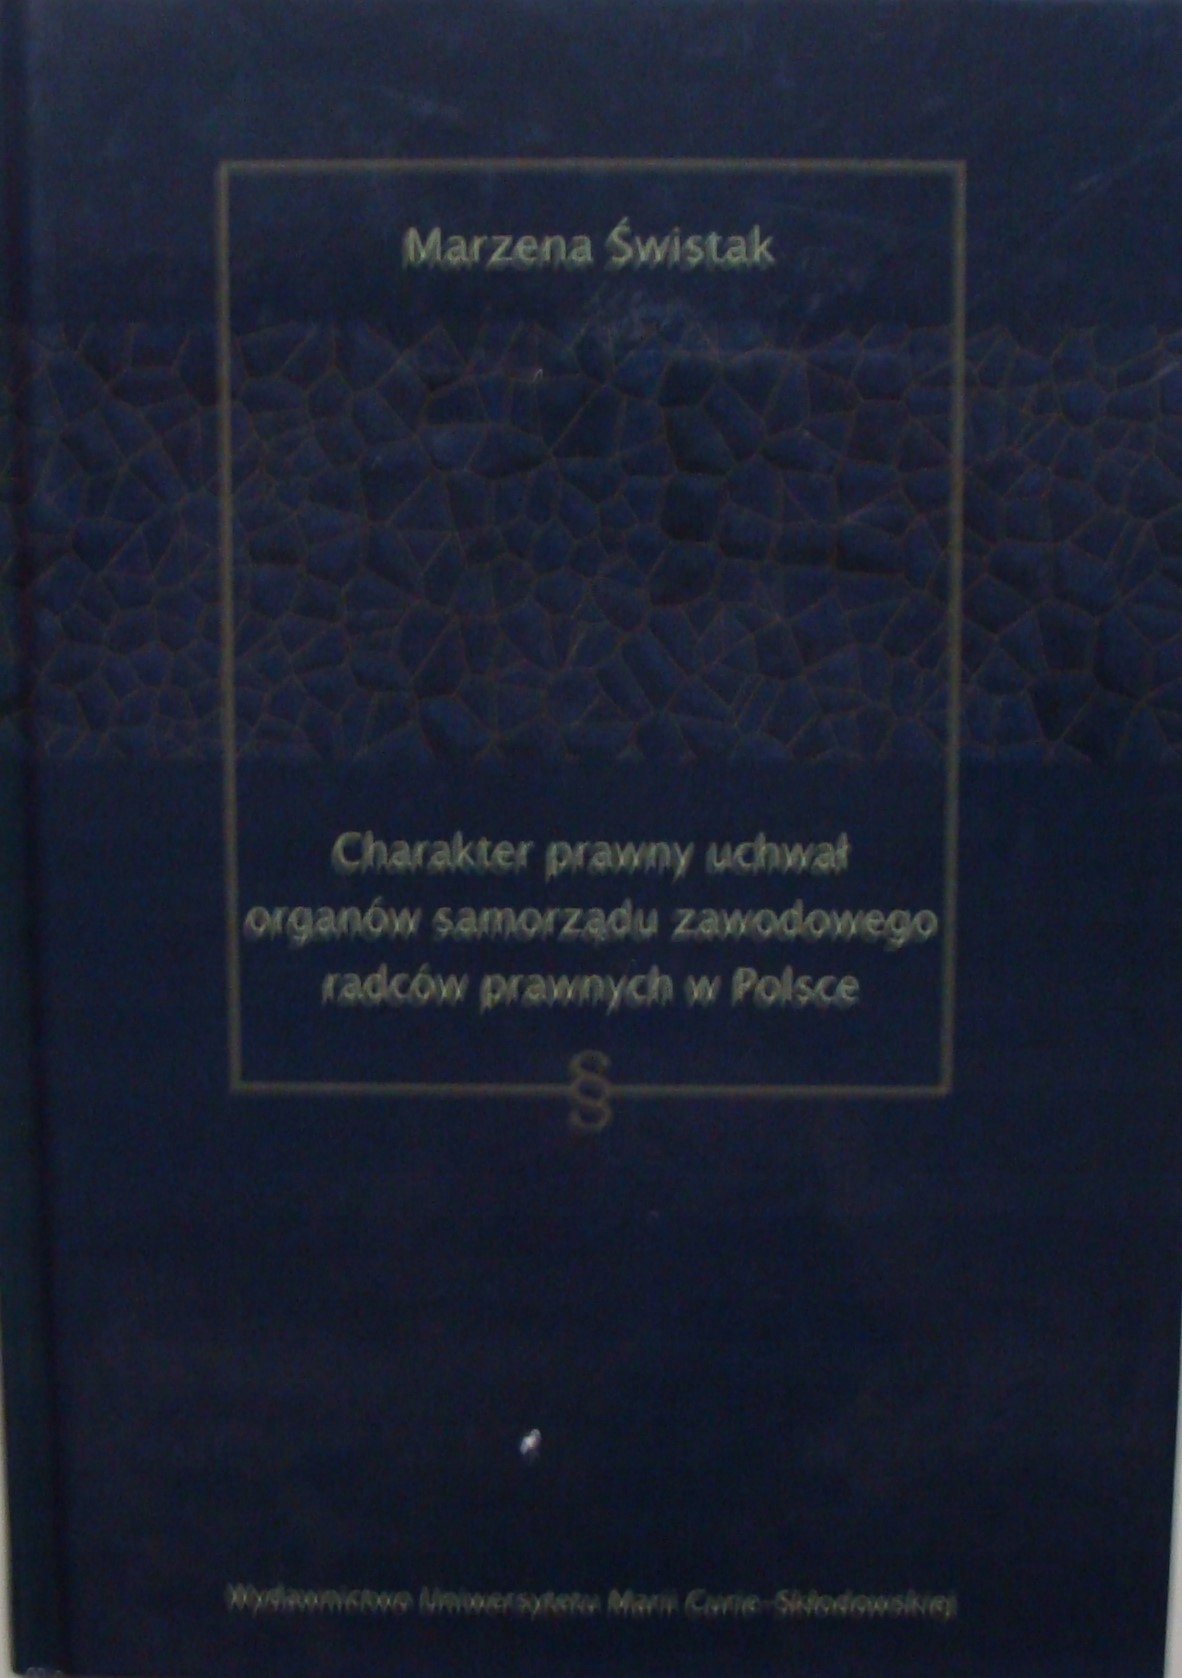 Marzena Świstak
Charakter prawny uchwał
organów samorządu zawodowego
radców prawnych w Polsce
§
Wydawnictwo Uniwersytetu Marii Curie-Skłodowskiej